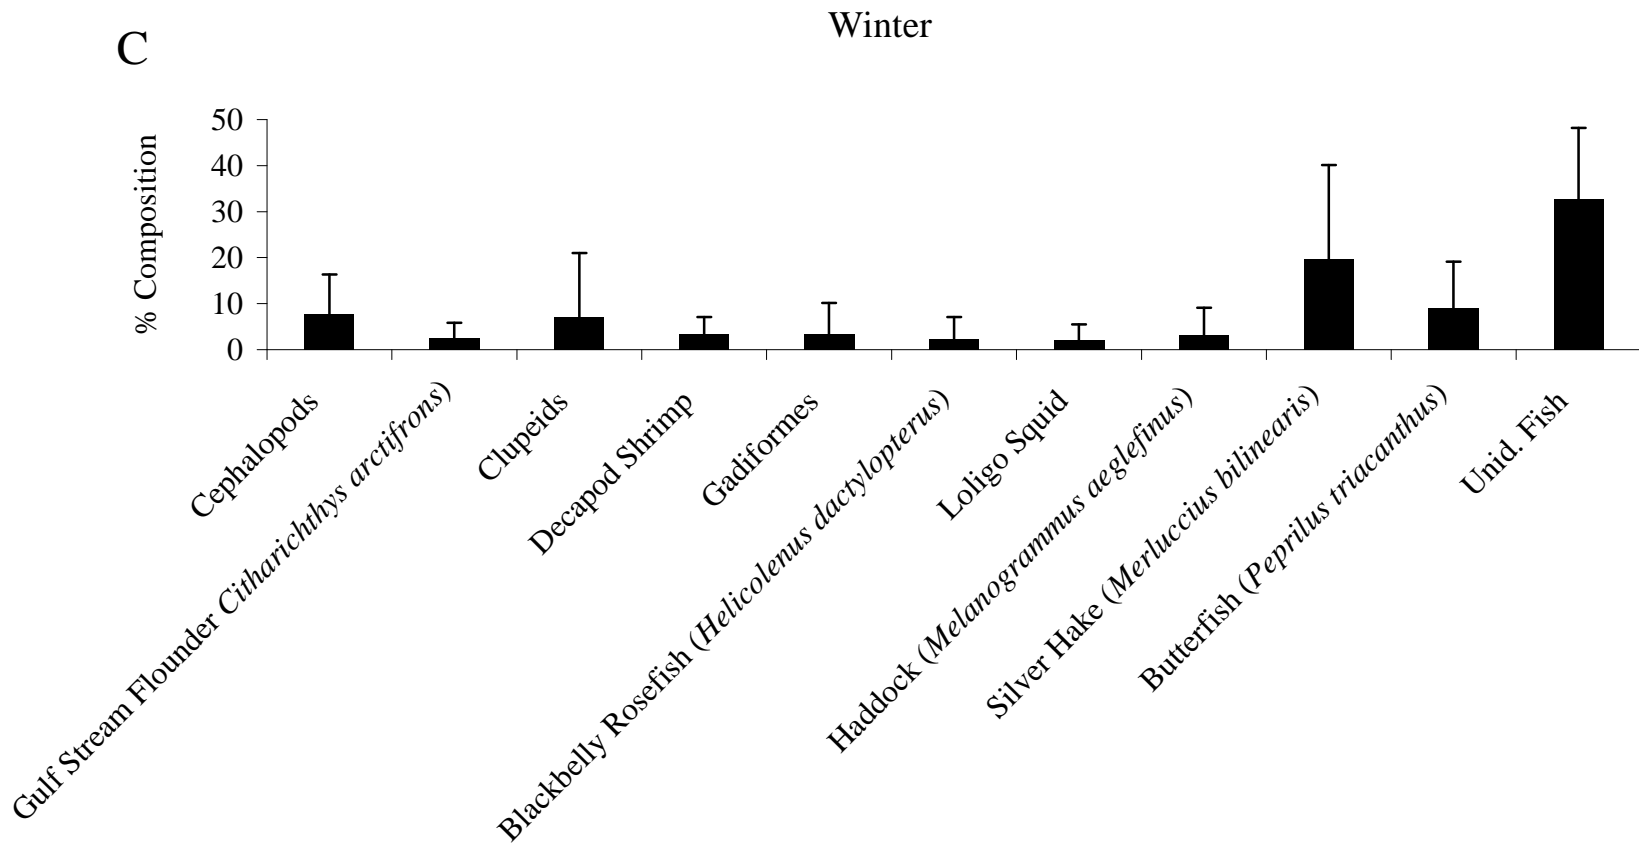 Winter
C
% Composition
50
40
30
20
10
0
Cephalopods
Gulf Stream Flounder Citharichthys arctifrons)
Clupeids
Decapod Shrimp
Gadiformes
Blackbelly Rosefish (Helicolenus dactylopterus)
Loligo Squid
Haddock (Melanogrammus aeglefinus)
Silver Hake (Merluccius bilinearis)
Butterfish (Peprilus triacanthus)
Unid. Fish